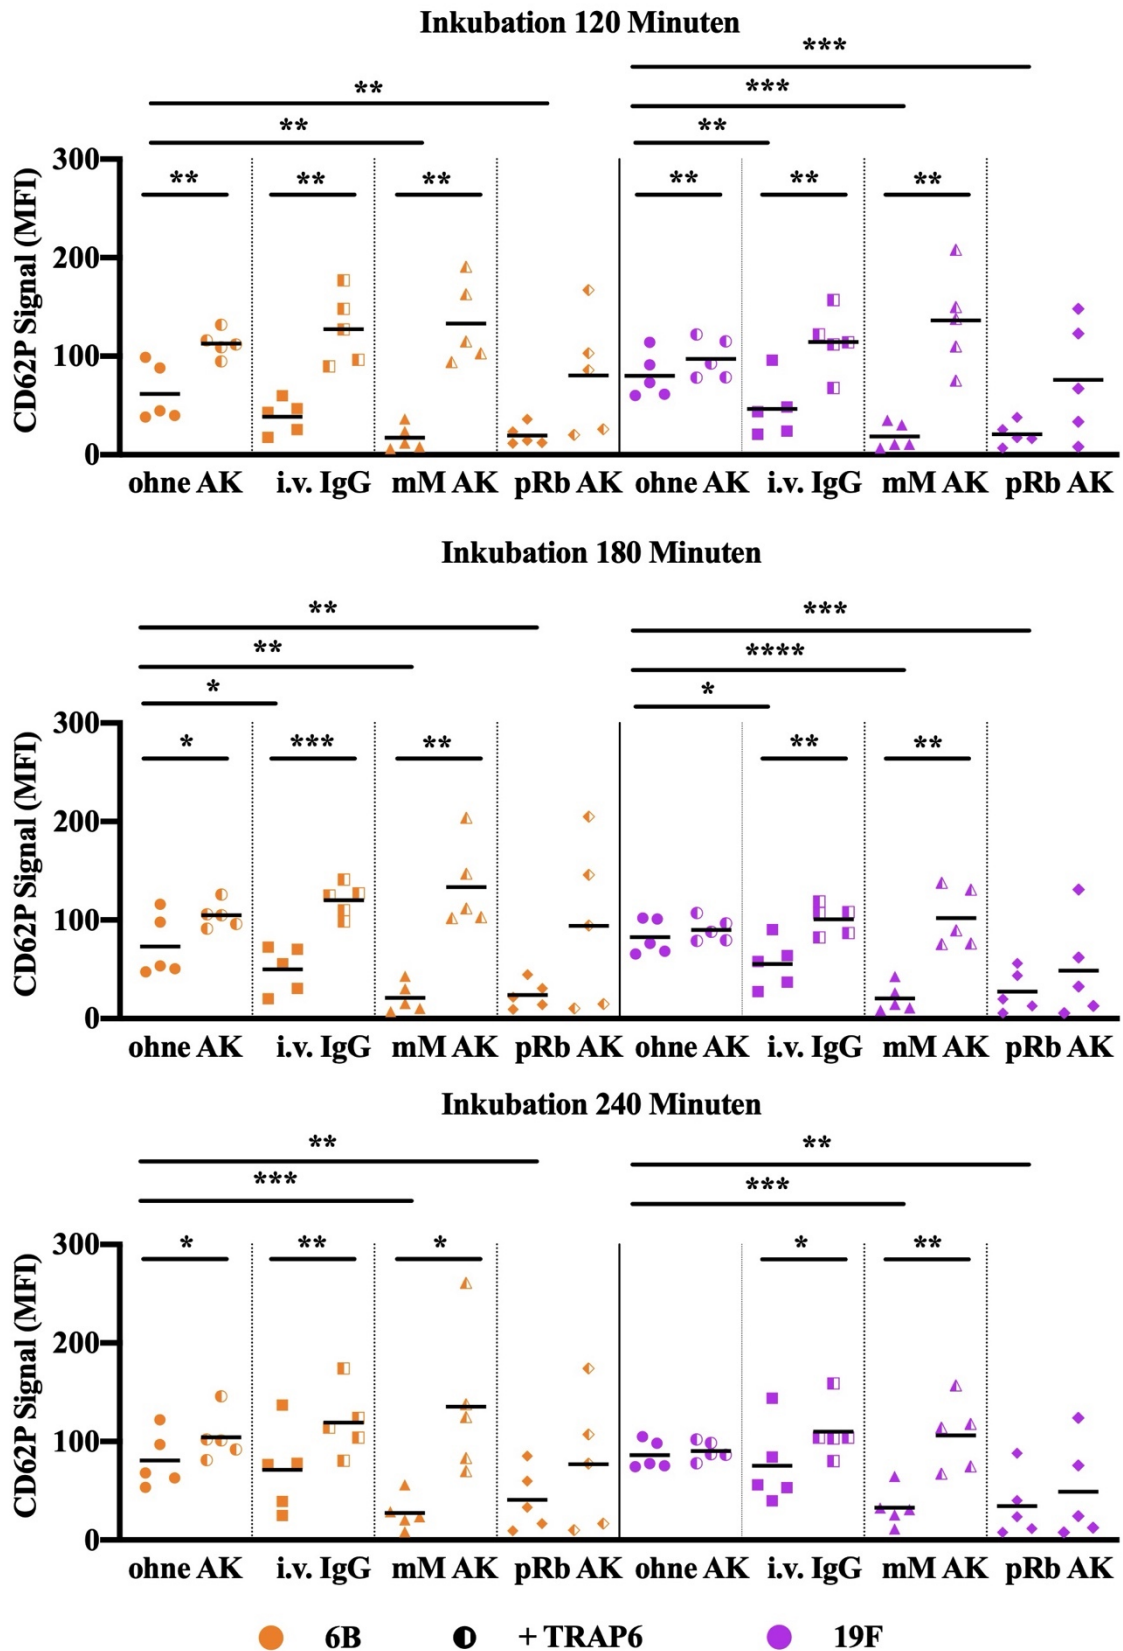 Inkubation 120 Minuten
***
** ***
** **
** ** ** ** ** **
CD62P Signal (MFI)
300
200
100
0
ohne AK i.v. IgG mM AK pRb AK ohne AK i.v. IgG mM AK pRb AK
Inkubation 180 Minuten
** ***
** ****
* *
* *** ** ** **
CD62P Signal (MFI)
300
200
100
0
ohne AK i.v. IgG mM AK pRb AK ohne AK i.v. IgG mM AK pRb AK
Inkubation 240 Minuten
** **
*** ***
* ** * * **
CD62P Signal (MFI)
300
200
100
0
ohne AK i.v. IgG mM AK pRb AK ohne AK i.v. IgG mM AK pRb AK
6B + TRAP6 19F